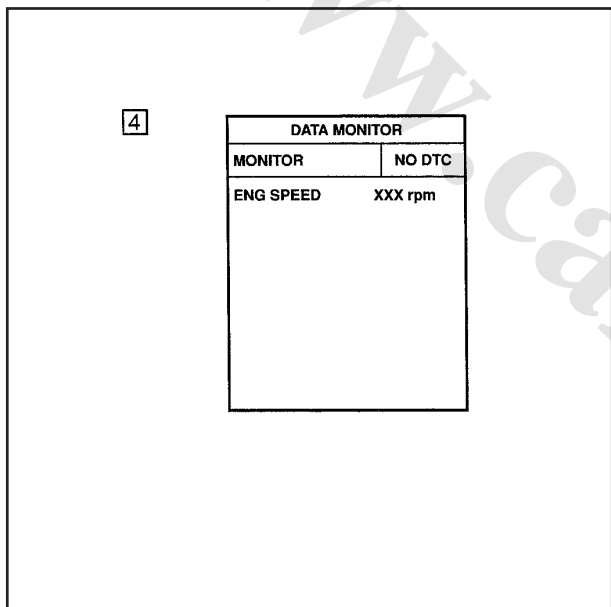 4
DATA MONITOR
MONITOR NO DTC
ENG SPEED XXX rpm